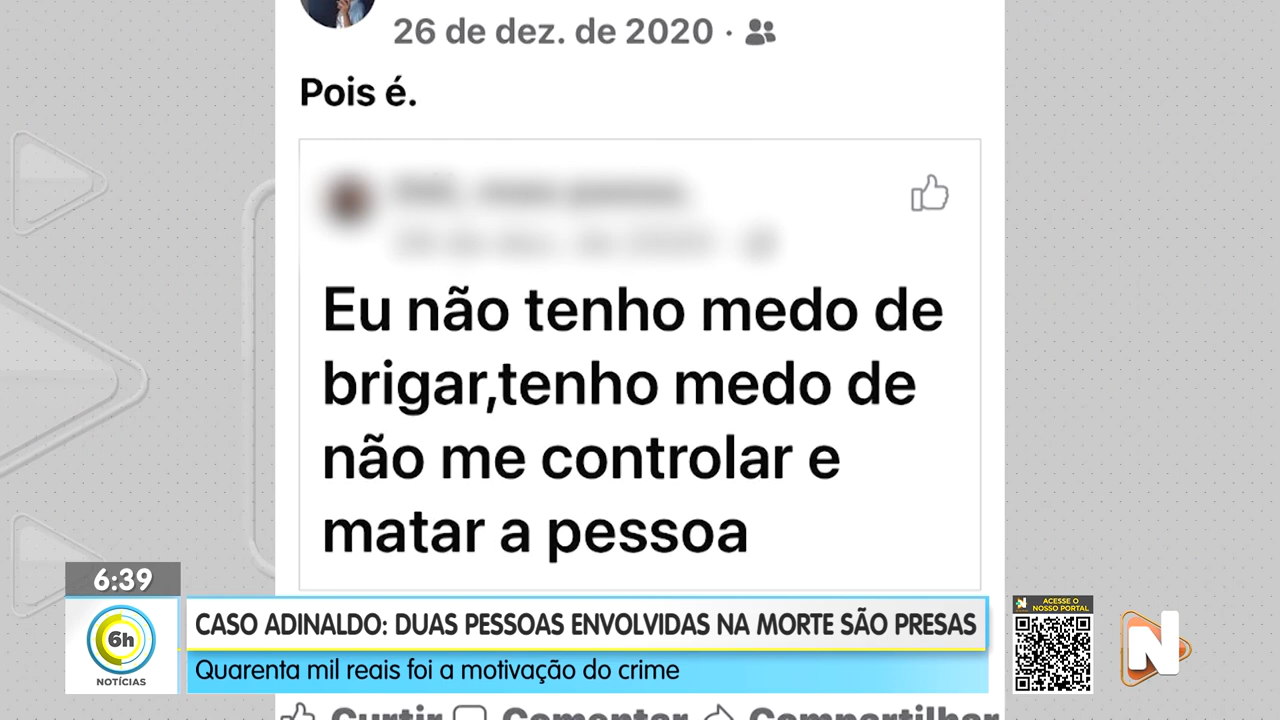 26 de dez. de 2020 ·
Pois é.
Eu não tenho medo de
brigar,tenho medo de
não me controlar e
matar a pessoa
6:39
6h
NOTÍCIAS
CASO ADINALDO: DUAS PESSOAS ENVOLVIDAS NA MORTE SÃO PRESAS
Quarenta mil reais foi a motivação do crime
ACESSE O
NOSSO PORTAL
N
Curtir Comentar Compartilhar